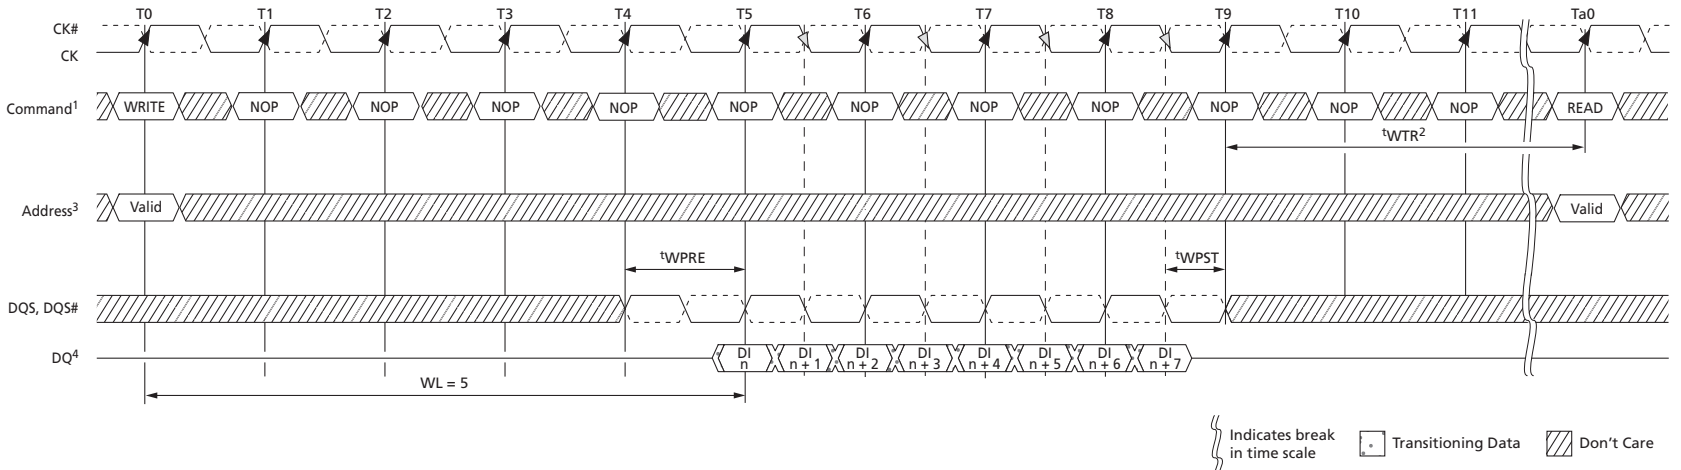 T0 T1 T2 T3 T4 T5 T6 T7 T8 T9 T10 T11 Ta0
CK#
CK
Command1 WRITE NOP NOP NOP NOP NOP NOP NOP NOP NOP NOP NOP READ
tWTR2
Address3 Valid Valid
tWPRE tWPST
DQS, DQS#
DQ4 DI n DI n + 1 DI n + 2 DI n + 3 DI n + 4 DI n + 5 DI n + 6 DI n + 7
WL = 5
Indicates break
in time scale
Transitioning Data
Don't Care